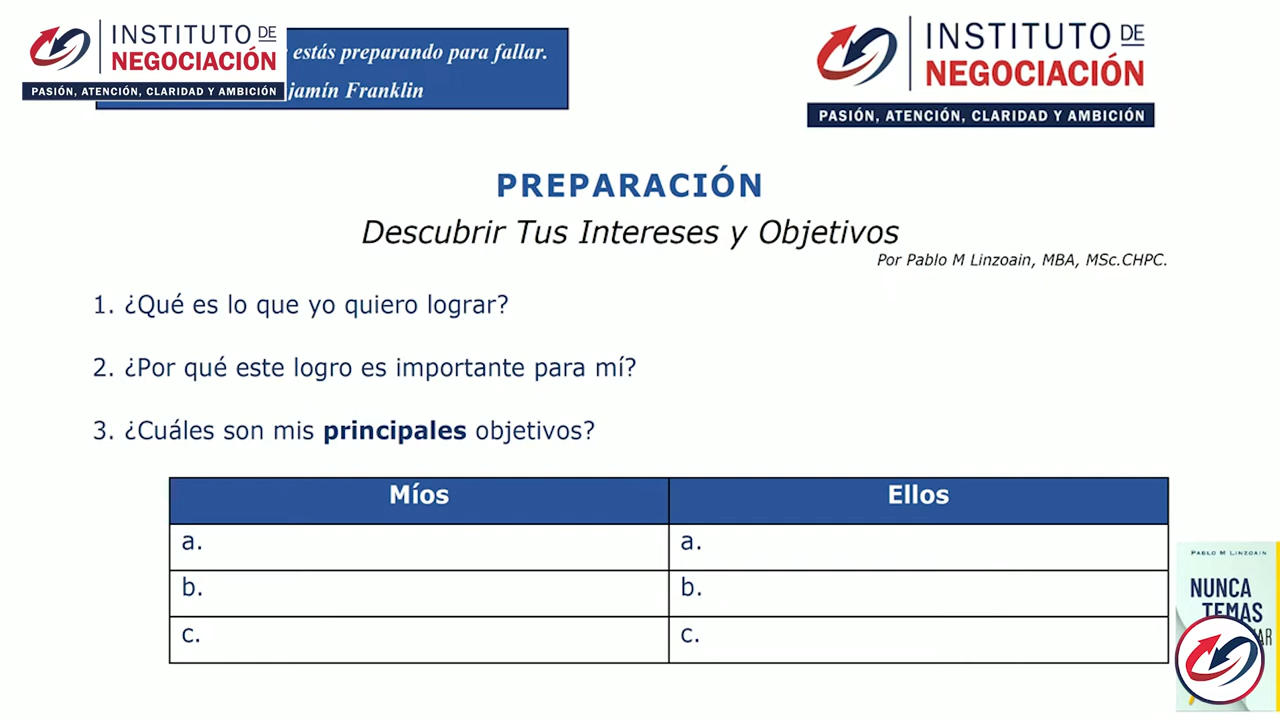 INSTITUTO DE
NEGOCIACIÓN
PASIÓN, ATENCIÓN, CLARIDAD Y AMBICIÓN
estás preparando para fallar.
Franklin
INSTITUTO DE
NEGOCIACIÓN
PASIÓN, ATENCIÓN, CLARIDAD Y AMBICIÓN
PREPARACIÓN
Descubrir Tus Intereses y Objetivos
Por Pablo M Linzoain, MBA, MSc.CHPC.
1. ¿Qué es lo que yo quiero lograr?
2. ¿Por qué este logro es importante para mí?
3. ¿Cuáles son mis principales objetivos?
Míos Ellos
a. a.
b. b.
c. c.
PABLO M LINZOAIN
NUNCA
TEMAS